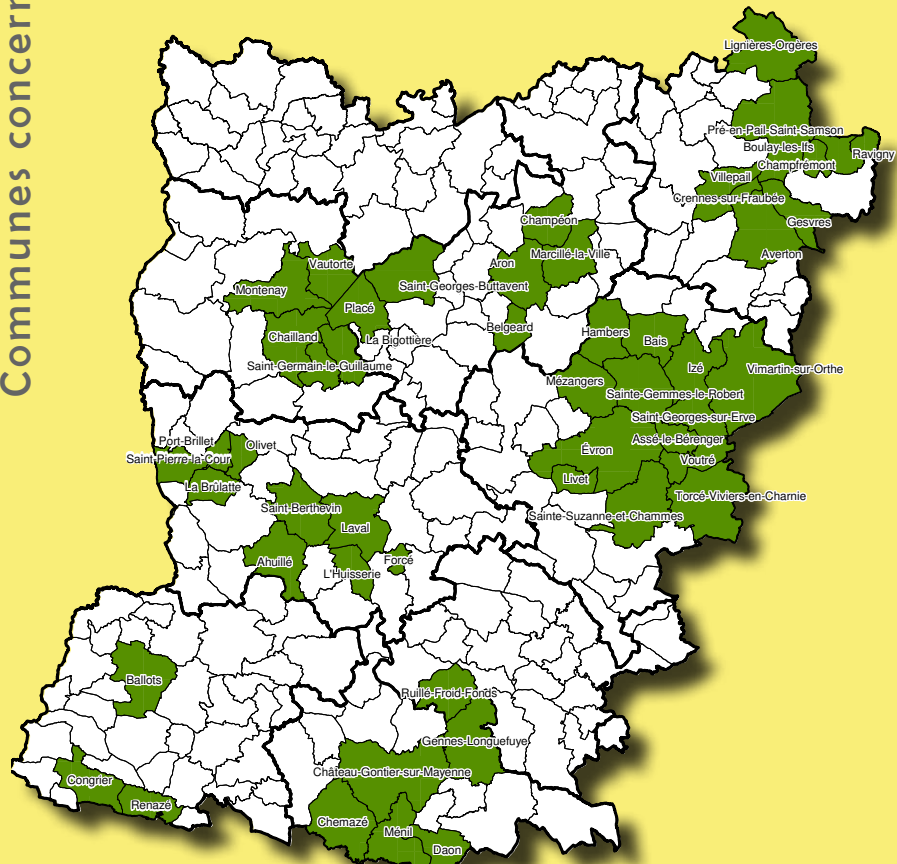 Communes concern
Lignières-Orgères
Pré-en-Pail-Saint-Samson
Boulay-les-Ifs
Ravigny
Champfrémont
Villepail
Crennes-sur-Fraubée
Gesvres
Averton
Champéon
Marcillé-la-Ville
Aron
Vautorte
Saint-Georges-Buttavent
Montenay
Placé
Belgeard
Hambers
Chailland
La Bigottière
Bais
Saint-Germain-le-Guillaume
Izé
Vimartin-sur-Orthe
Mézangers
Sainte-Gemmes-le-Robert
Saint-Georges-sur-Erve
Assé-le-Bérenger
Port-Brillet
Olivet
Évron
Saint-Pierre-la-Cour
Voutré
Livet
La Brûlatte
Torcé-Viviers-en-Charnie
Saint-Berthevin
Sainte-Suzanne-et-Chammes
Laval
Ahuillé
Forcé
L'Huisserie
Ballots
Ruillé-Froid-Fonds
Gennes-Longuefuye
Château-Gontier-sur-Mayenne
Congrier
Renazé
Chemazé
Ménil
Daon